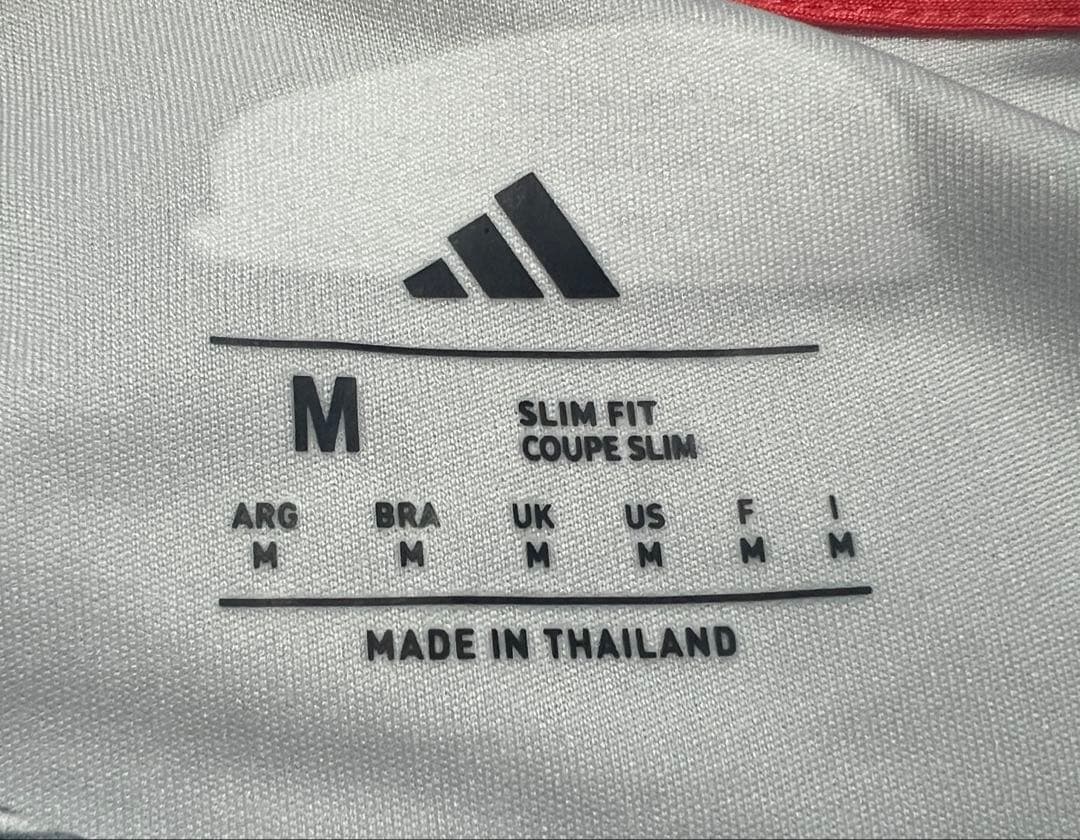 M
SLIM FIT
COUPE SLIM
ARG BRA UK US F I
M M M M M M
MADE IN THAILAND